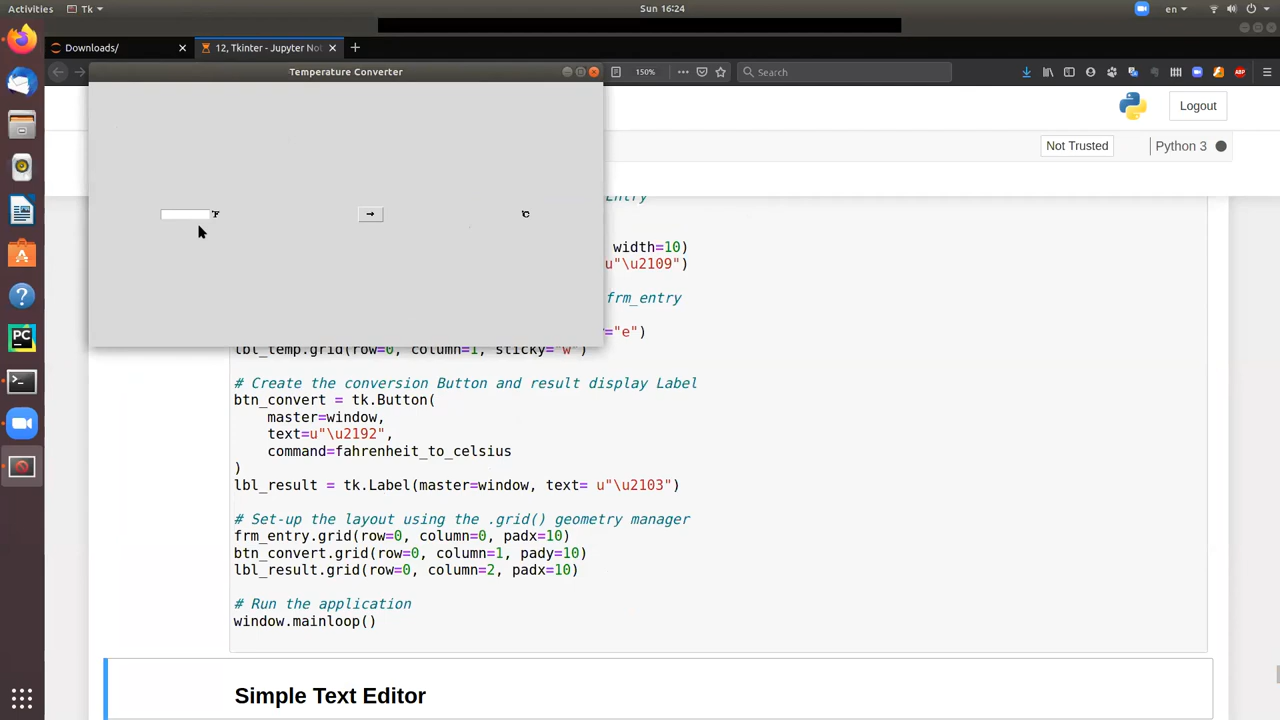 Activities Tk Sun 16:24 en
Downloads/ 12, Tkinter - Jupyter No
Temperature Converter 150% Search ABP
Logout
Not Trusted Python 3
Entry
℉ → ℃
width=10)
u"\u2109")
frm_entry
="e")
lbl_temp.grid(row=0, column=1, sticky="w")
# Create the conversion Button and result display Label
btn_convert = tk.Button(
master=window,
text=u"\u2192",
command=fahrenheit_to_celsius
)
lbl_result = tk.Label(master=window, text= u"\u2103")
# Set-up the layout using the .grid() geometry manager
frm_entry.grid(row=0, column=0, padx=10)
btn_convert.grid(row=0, column=1, pady=10)
lbl_result.grid(row=0, column=2, padx=10)
# Run the application
window.mainloop()
Simple Text Editor
PC